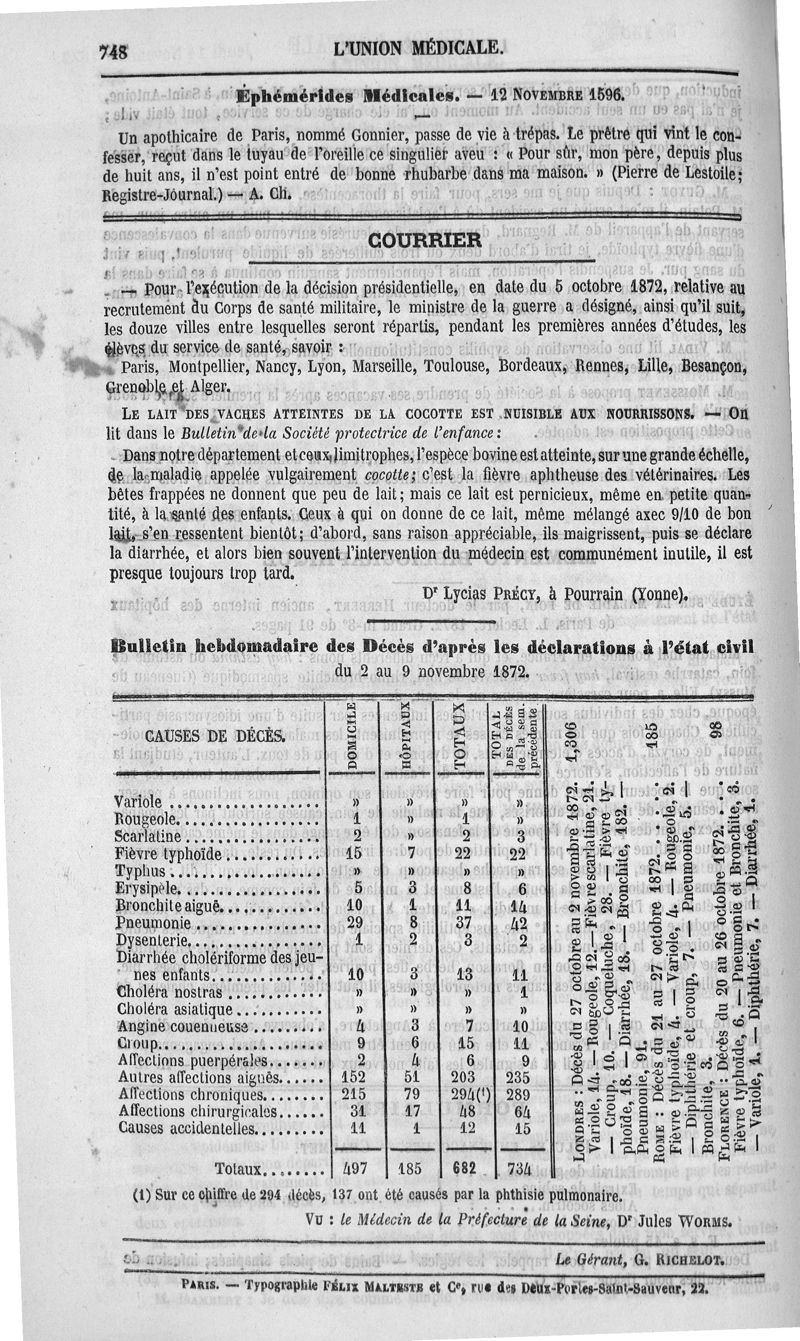 748
L'UNION MÉDICALE.
Éphémérides Médicales. — 12 NOVEMBRE 1596.
Un apothicaire de Paris, nommé Gonnier, passe de vie à trépas. Le prêtre qui vint le con-
fesser, reçut dans le tuyau de l'oreille ce singulier aveu : « Pour sûr, mon père, depuis plus
de huit ans, il n'est point entré de bonne rhubarbe dans ma maison. » (Pierre de Lestoile;
Registre-Journal.) — A. Ch.
COURRIER
— Pour l'exécution de la décision présidentielle, en date du 5 octobre 1872, relative au
recrutement du Corps de santé militaire, le ministre de la guerre a désigné, ainsi qu'il suit,
les douze villes entre lesquelles seront répartis, pendant les premières années d'études, les
élèves du service de santé, savoir :
Paris, Montpellier, Nancy, Lyon, Marseille, Toulouse, Bordeaux, Rennes, Lille, Besançon,
Grenoble et Alger.
LE LAIT DES VACHES ATTEINTES DE LA COCOTTE EST NUISIBLE AUX NOURRISSONS. — On
lit dans le Bulletin de la Société protectrice de l'enfance :
Dans notre département et ceux limitrophes, l'espèce bovine est atteinte, sur une grande échelle,
de la maladie appelée vulgairement cocotte; c'est la fièvre aphtheuse des vétérinaires. Les
bêtes frappées ne donnent que peu de lait; mais ce lait est pernicieux, même en petite quan-
tité, à la santé des enfants. Ceux à qui on donne de ce lait, même mélangé axec 9/10 de bon
lait, s'en ressentent bientôt; d'abord, sans raison appréciable, ils maigrissent, puis se déclare
la diarrhée, et alors bien souvent l'intervention du médecin est communément inutile, il est
presque toujours trop tard.
Dr Lycias PRÉCY, à Pourrain (Yonne).
Bulletin hebdomadaire des Décès d'après les déclarations à l'état civil
du 2 au 9 novembre 1872.
CAUSES DE DÉCÈS. DOMICILE HÔPITAUX TOTAUX TOTAL DES DÉCÈS de la sem. précédente
Variole .................. » » » »
Rougeole.................. 1 » 1 »
Scarlatine.................. 2 » 2 3
Fièvre typhoïde............ 15 7 22 22
Typhus.................. » » » »
Erysipèle.................. 5 3 8 6
Bronchite aiguë............ 10 1 11 14
Pneumonie............... 29 8 37 42
Dysenterie................ 1 2 3 2
Diarrhée cholériforme des jeu-
nes enfants.............. 10 3 13 11
Choléra nostras ........... » » » 1
Choléra asiatique........... » » » »
Angine couenneuse......... 4 3 7 10
Croup.................... 9 6 15 11
Affections puerpérales....... 2 4 6 9
Autres affections aiguës...... 152 51 203 235
Affections chroniques........ 215 79 294(1) 289
Affections chirurgicales...... 31 17 48 64
Causes accidentelles......... 11 1 12 15
Totaux........ 497 185 682 734
LONDRES : Décès du 27 octobre au 2 novembre 1872. 1,306
Variole, 14. — Rougeole, 12. — Fièvre scarlatine, 21.
— Croup, 10. — Coqueluche, 28. — Fièvre ty-
phoïde, 18. — Diarrhée, 18. — Bronchite, 182. —
Pneumonie, 91.
ROME : Décès du 21 au 27 octobre 1872. ..... 185
Fièvre typhoïde, 4. — Variole, 4. — Rougeole, 2.
— Diphthérie et croup, 7. — Pneumonie, 5. —
Bronchite, 3.
FLORENCE : Décès du 20 au 26 octobre 1872. ... 98
Fièvre typhoïde, 6. — Pneumonie et Bronchite, 3.
— Variole, 1. — Diphthérie, 7. — Diarrhée, 1.
(1) Sur ce chiffre de 294 décès, 137 ont été causés par la phthisie pulmonaire.
VU : le Médecin de la Préfecture de la Seine, Dr Jules WORMS.
Le Gérant, G. RICHELOT.
PARIS. — Typographie FÉLIX MALTESTE et Ce, rue des Deux-Portes-Saint-Sauveur, 22.